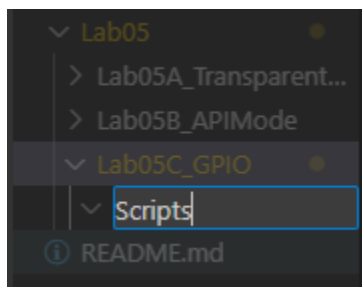 Lab05
Lab05A_Transparent...
Lab05B_APIMode
Lab05C_GPIO
Scripts
README.md